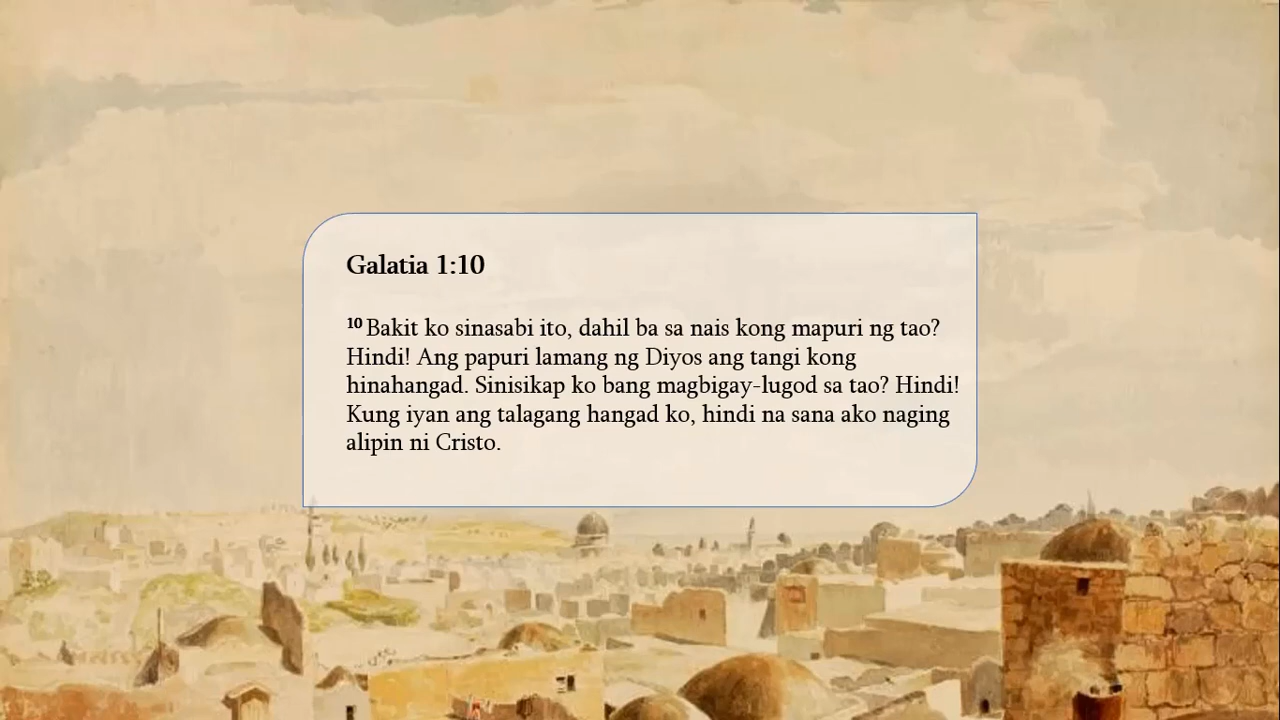 Galatia 1:10
10 Bakit ko sinasabi ito, dahil ba sa nais kong mapuri ng tao?
Hindi! Ang papuri lamang ng Diyos ang tangi kong
hinahangad. Sinisikap ko bang magbigay-lugod sa tao? Hindi!
Kung iyan ang talagang hangad ko, hindi na sana ako naging
alipin ni Cristo.